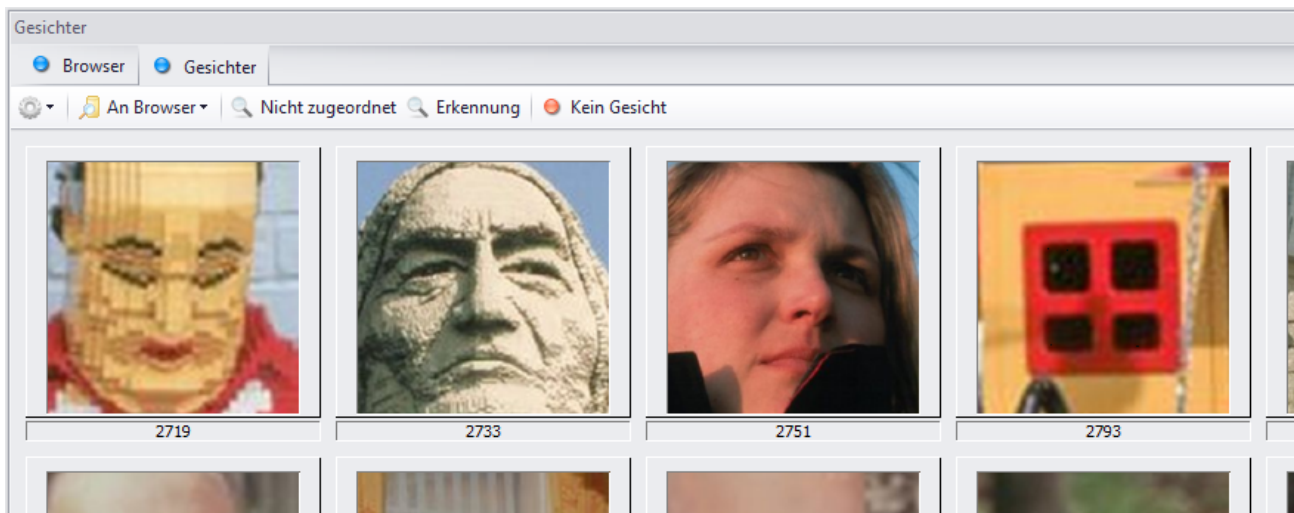 Gesichter
Browser Gesichter
An Browser Nicht zugeordnet Erkennung Kein Gesicht
2719 2733 2751 2793